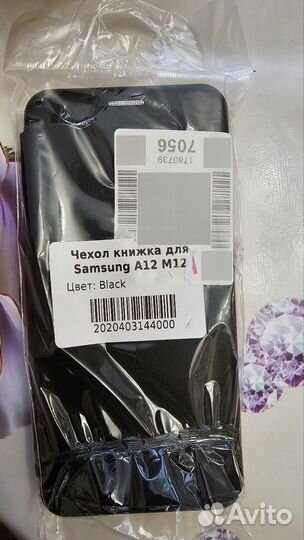 1780739
7056
Чехол книжка для
Samsung A12 M12
Цвет: Black
2020403144000
Avito